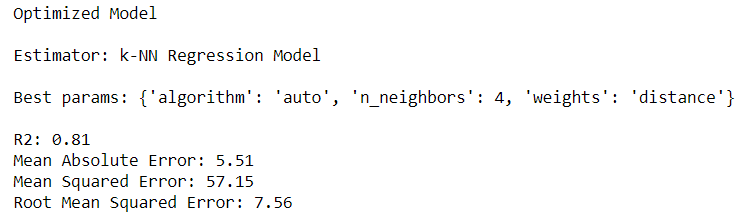 Optimized Model
Estimator: k-NN Regression Model
Best params: {'algorithm': 'auto', 'n_neighbors': 4, 'weights': 'distance'}
R2: 0.81
Mean Absolute Error: 5.51
Mean Squared Error: 57.15
Root Mean Squared Error: 7.56